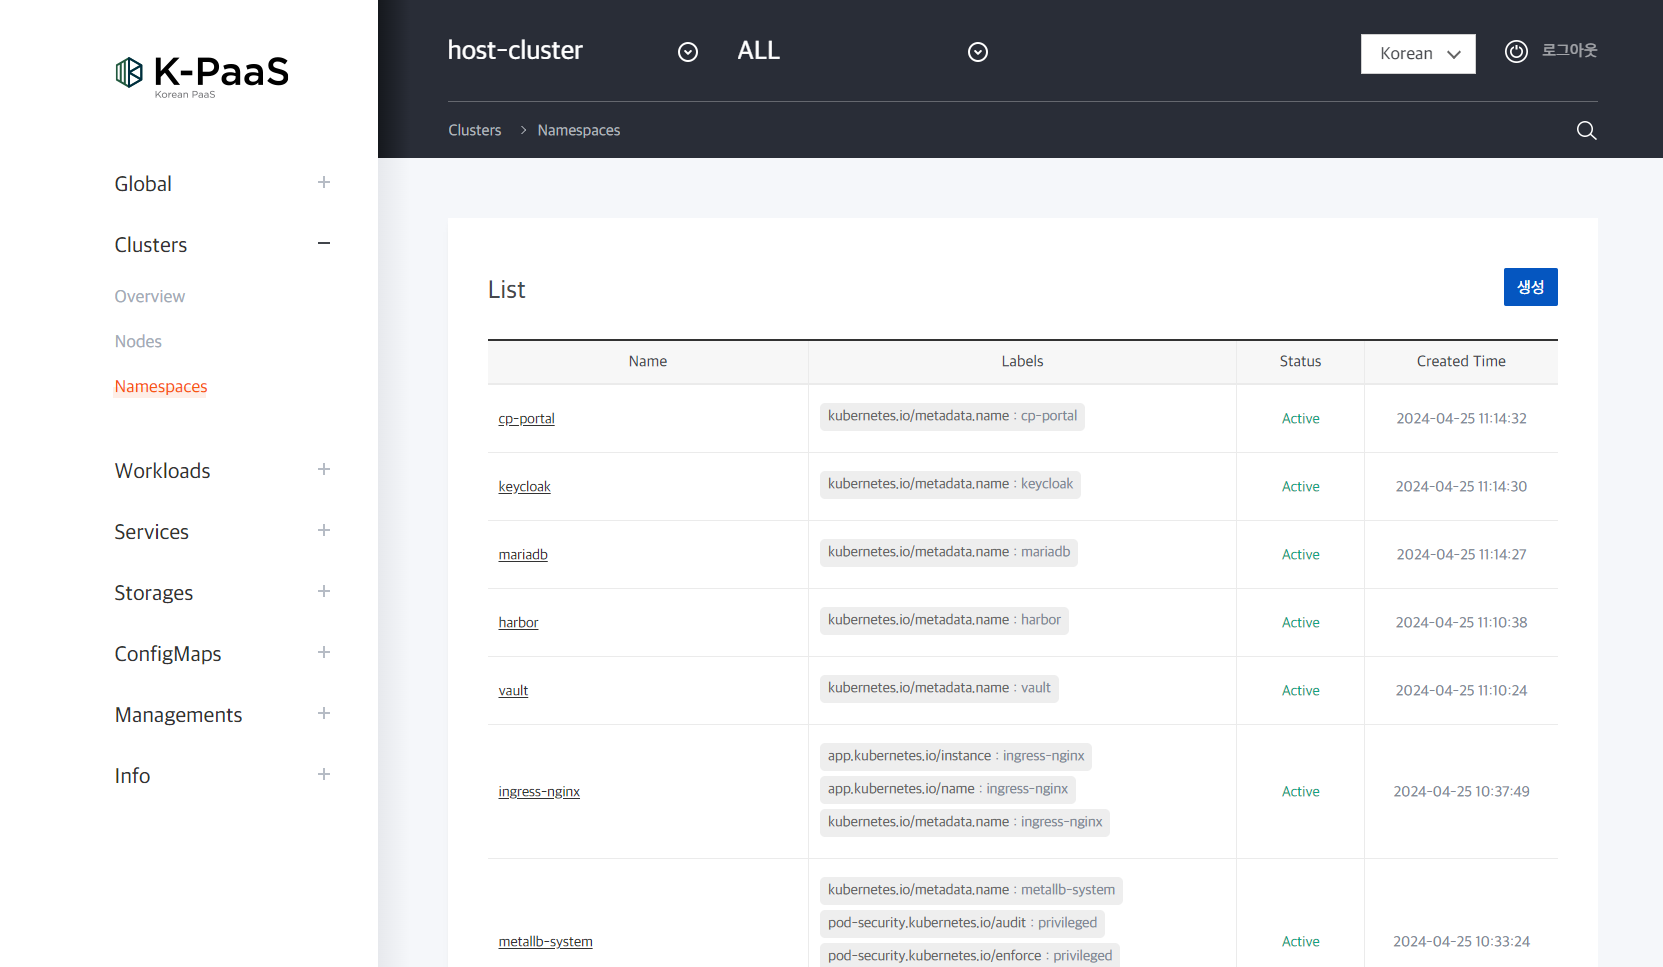 K-PaaS
Korean PaaS
host-cluster
ALL
Korean
로그아웃
Clusters > Namespaces
Global
Clusters
Overview
Nodes
Namespaces
Workloads
Services
Storages
ConfigMaps
Managements
Info
List
생성
Name Labels Status Created Time
cp-portal kubernetes.io/metadata.name : cp-portal Active 2024-04-25 11:14:32
keycloak kubernetes.io/metadata.name : keycloak Active 2024-04-25 11:14:30
mariadb kubernetes.io/metadata.name : mariadb Active 2024-04-25 11:14:27
harbor kubernetes.io/metadata.name : harbor Active 2024-04-25 11:10:38
vault kubernetes.io/metadata.name : vault Active 2024-04-25 11:10:24
app.kubernetes.io/instance : ingress-nginx
app.kubernetes.io/name : ingress-nginx
ingress-nginx Active 2024-04-25 10:37:49
kubernetes.io/metadata.name : ingress-nginx
kubernetes.io/metadata.name : metallb-system
pod-security.kubernetes.io/audit : privileged
metallb-system Active 2024-04-25 10:33:24
pod-security.kubernetes.io/enforce : privileged